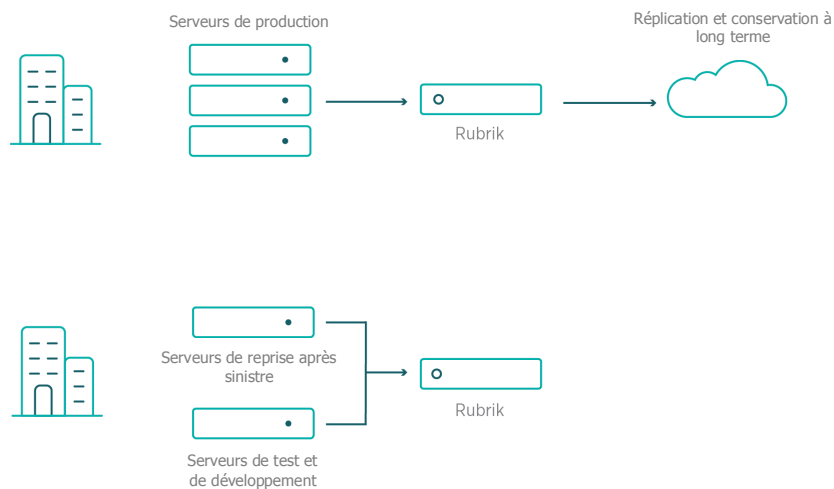 Serveurs de production
Réplication et conservation à
long terme
Rubrik
Serveurs de reprise après
sinistre
Rubrik
Serveurs de test et
de développement